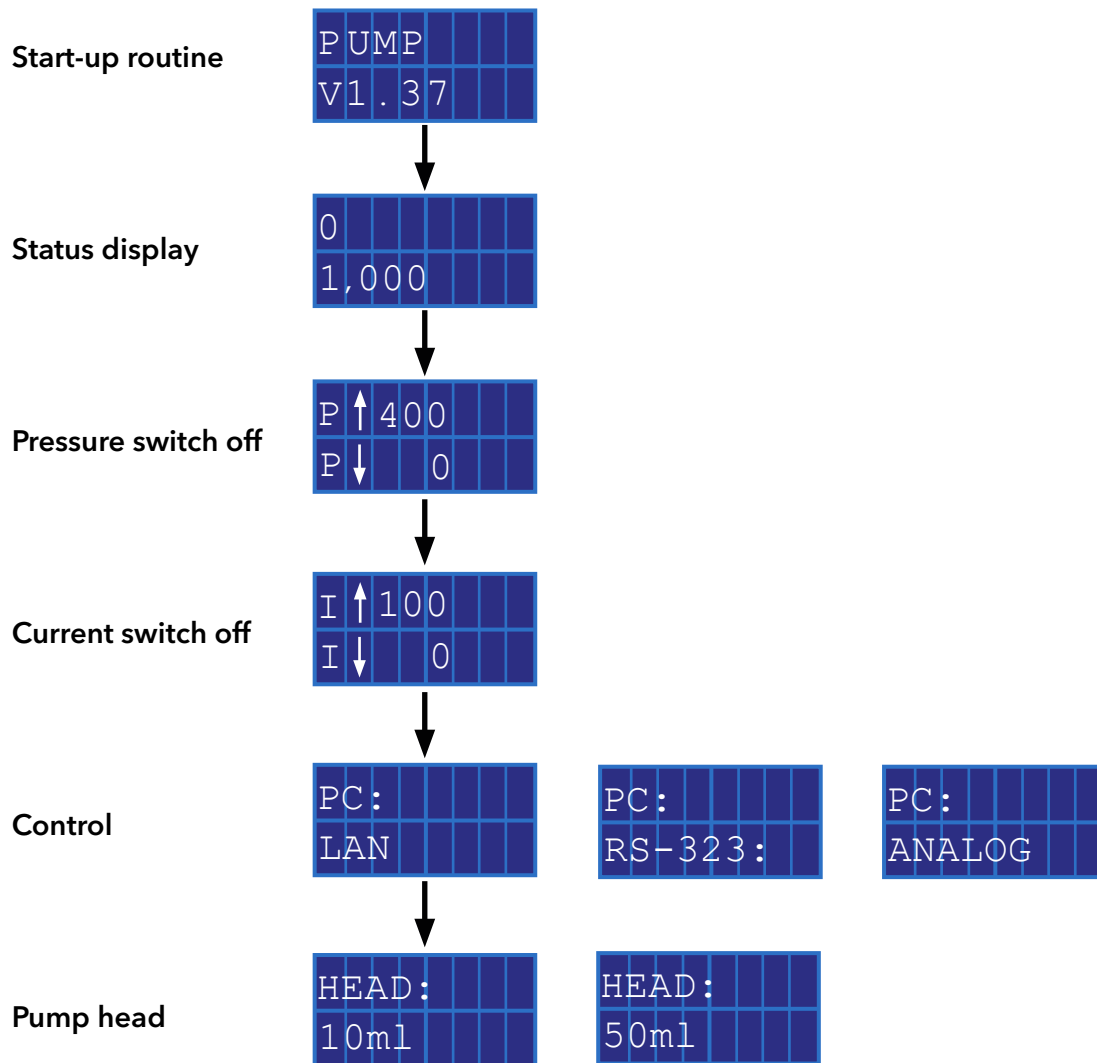 Start-up routine
PUMP
V1.37
Status display
0
1,000
Pressure switch off
P↑400
P↓ 0
Current switch off
I↑100
I↓ 0
Control
PC:
LAN
PC:
RS-323:
PC:
ANALOG
Pump head
HEAD:
10ml
HEAD:
50ml